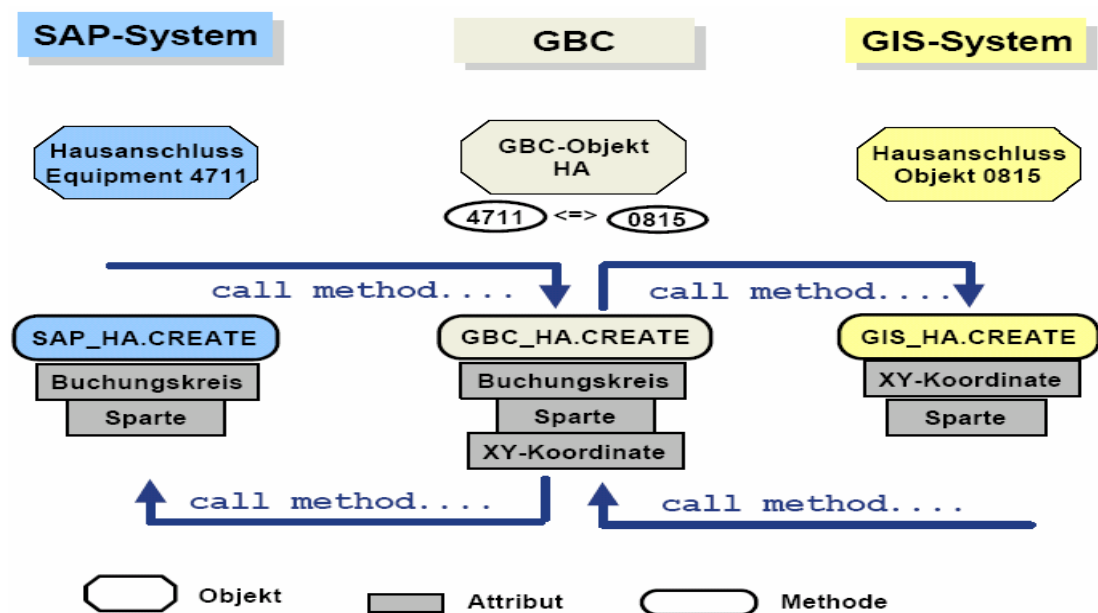 SAP-System
GBC
GIS-System
Hausanschluss
Equipment 4711
GBC-Objekt
HA
Hausanschluss
Objekt 0815
4711 <=> 0815
call method....
call method....
SAP_HA.CREATE
GBC_HA.CREATE
GIS_HA.CREATE
Buchungskreis
Sparte
Buchungskreis
Sparte
XY-Koordinate
XY-Koordinate
Sparte
call method....
call method....
Objekt
Attribut
Methode